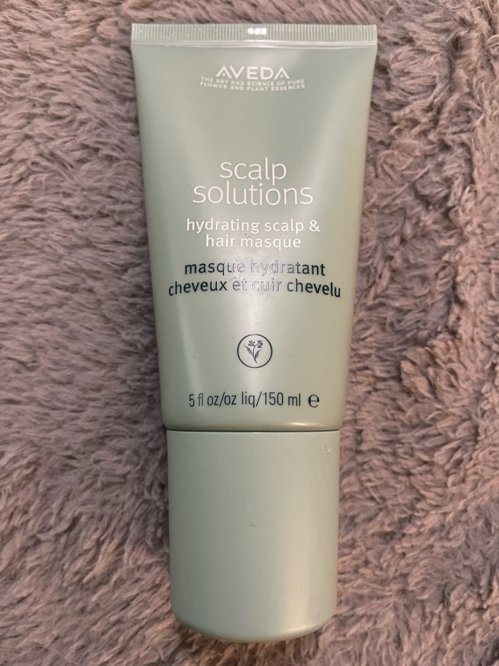 AVEDA
THE ART AND SCIENCE OF PURE
FLOWER AND PLANT ESSENCES
scalp
solutions
hydrating scalp &
hair masque
masque hydratant
cheveux et cuir chevelu
5 fl oz/oz liq/150 ml ℮